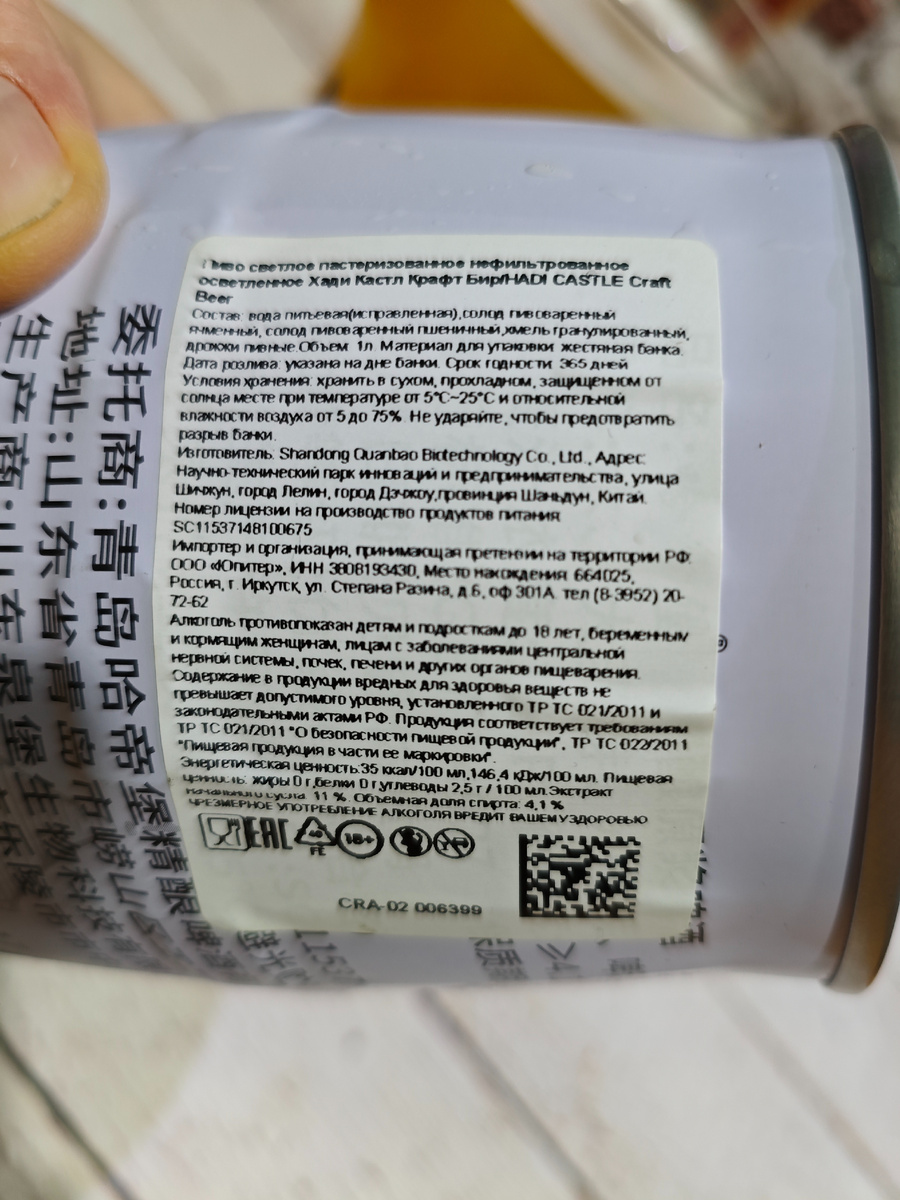 Пиво светлое пастеризованное нефильтрованное
осветленное Хади Кастл Крафт Бир/HADI CASTLE Craft
Beer
Состав: вода питьевая(исправленная),солод пивоваренный
ячменный, солод пивоваренный пшеничный,хмель гранулированный,
дрожжи пивные.Объем 1л. Материал для упаковки жестяная банка.
Дата розлива: указана на дне банки. Срок годности 365 дней
Условия хранения: хранить в сухом, прохладном, защищенном от
солнца месте при температуре от 5°C~25°C и относительной
влажности воздуха от 5 до 75%. Не ударяйте, чтобы предотвратить
разрыв банки.
Изготовитель: Shandong Quanbao Biotechnology Co., Ltd., Адрес:
Научно-технический парк инноваций и предпринимательства, улица
Шичжун, город Лелин, город Дэчжоу,провинция Шаньдун, Китай.
Номер лицензии на производство продуктов питания
SC11537148100675
Импортер и организация, принимающая претензии на территории РФ:
ООО «Юпитер», ИНН 3808193430, Место нахождения 664025,
Россия, г. Иркутск, ул. Степана Разина, д 6, оф 301А. тел (8-3952) 20-
72-62
Алкоголь противопоказан детям и подросткам до 18 лет, беременным
и кормящим женщинам, лицам с заболеваниями центральной
нервной системы, почек, печени и других органов пищеварения.
Содержание в продукции вредных для здоровья веществ не
превышает допустимого уровня, установленного ТР ТС 021/2011 и
законодательными актами РФ. Продукция соответствует требованиям
ТР ТС 021/2011 "О безопасности пищевой продукции", ТР ТС 022/2011
"Пищевая продукция в части ее маркировки".
Энергетическая ценность:35 ккал/100 мл,146,4 кДж/100 мл. Пищевая
ценность: жиры 0 г,белки 0 г,углеводы 2,5 г / 100 мл.Экстракт
начального сусла: 11 %. Объемная доля спирта: 4,1 %
ЧРЕЗМЕРНОЕ УПОТРЕБЛЕНИЕ АЛКОГОЛЯ ВРЕДИТ ВАШЕМУ ЗДОРОВЬЮ
EAC 40 FE 18+
CRA-02 006399
委托商:青岛哈帝堡精酿啤酒
地址:山东省青岛市崂山
生产商:山东泉堡生物科技有